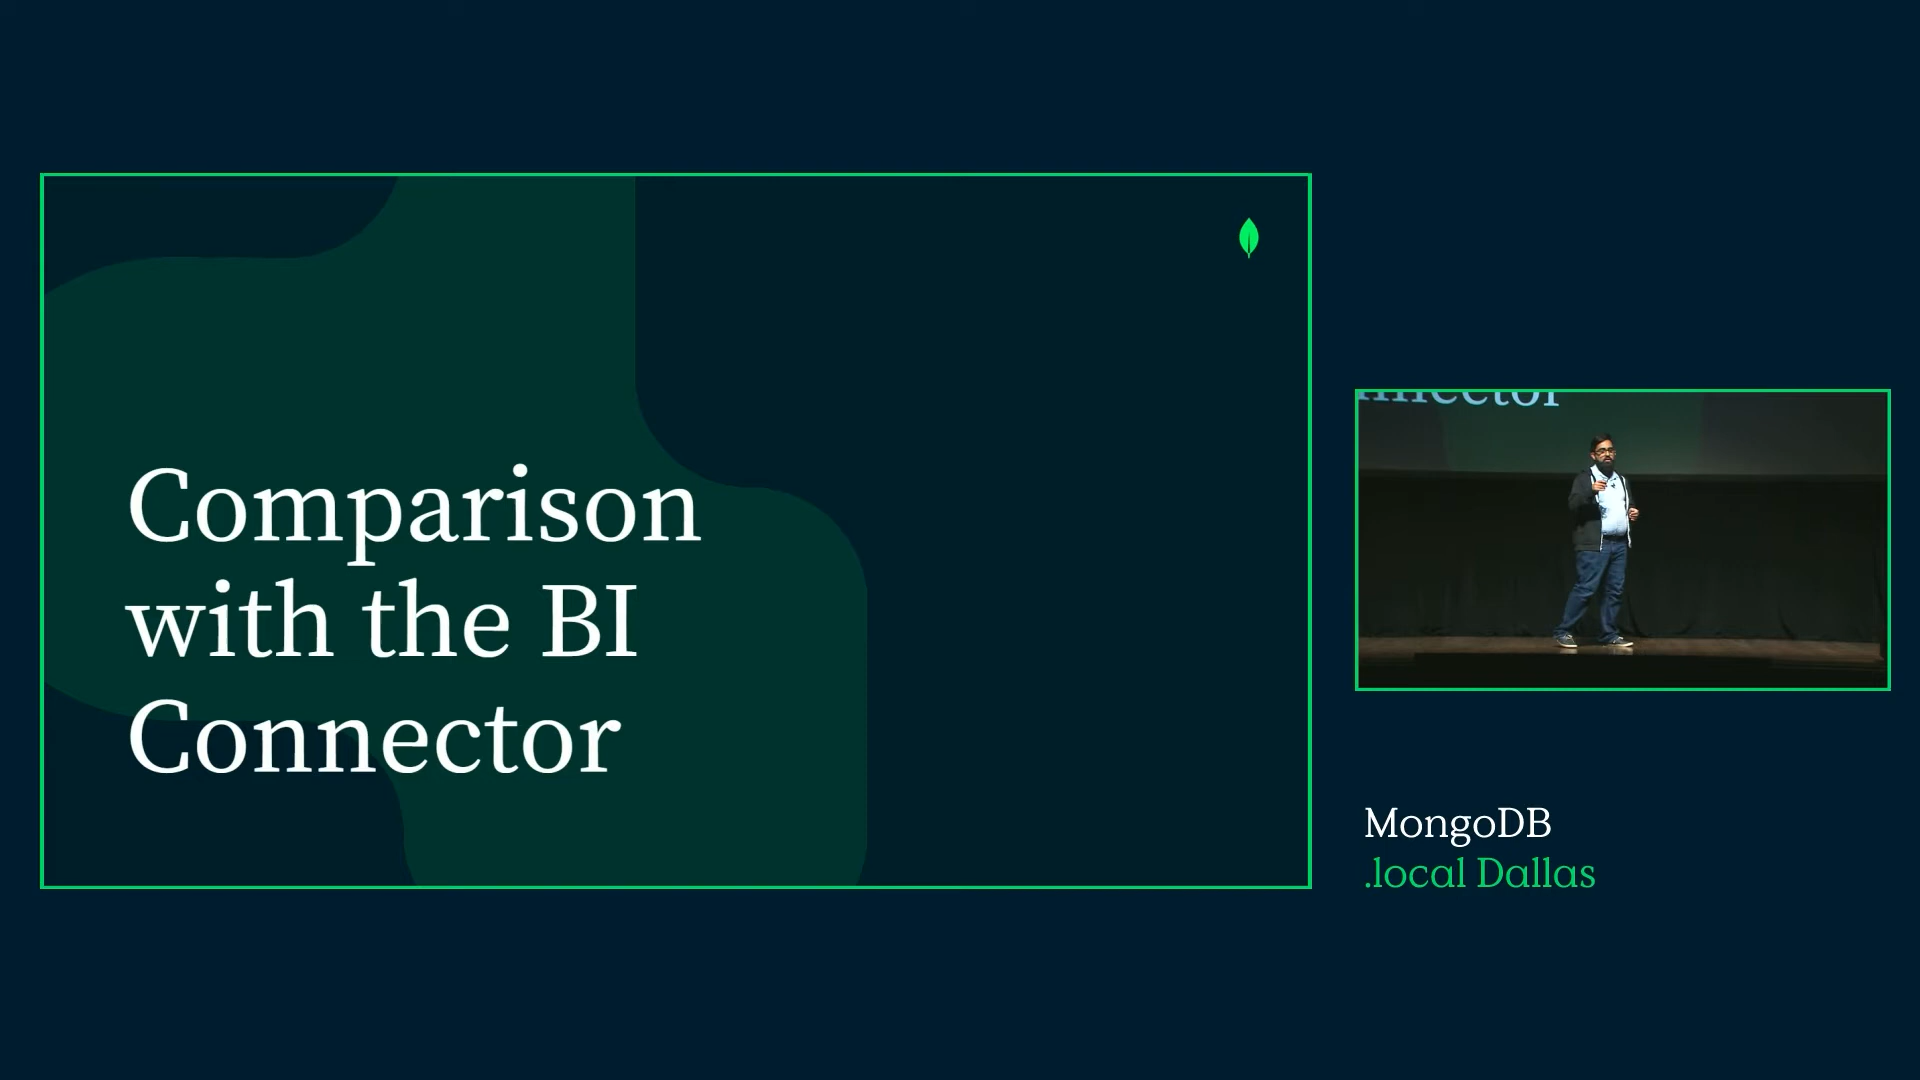 Comparison
with the BI
Connector
MongoDB
.local Dallas